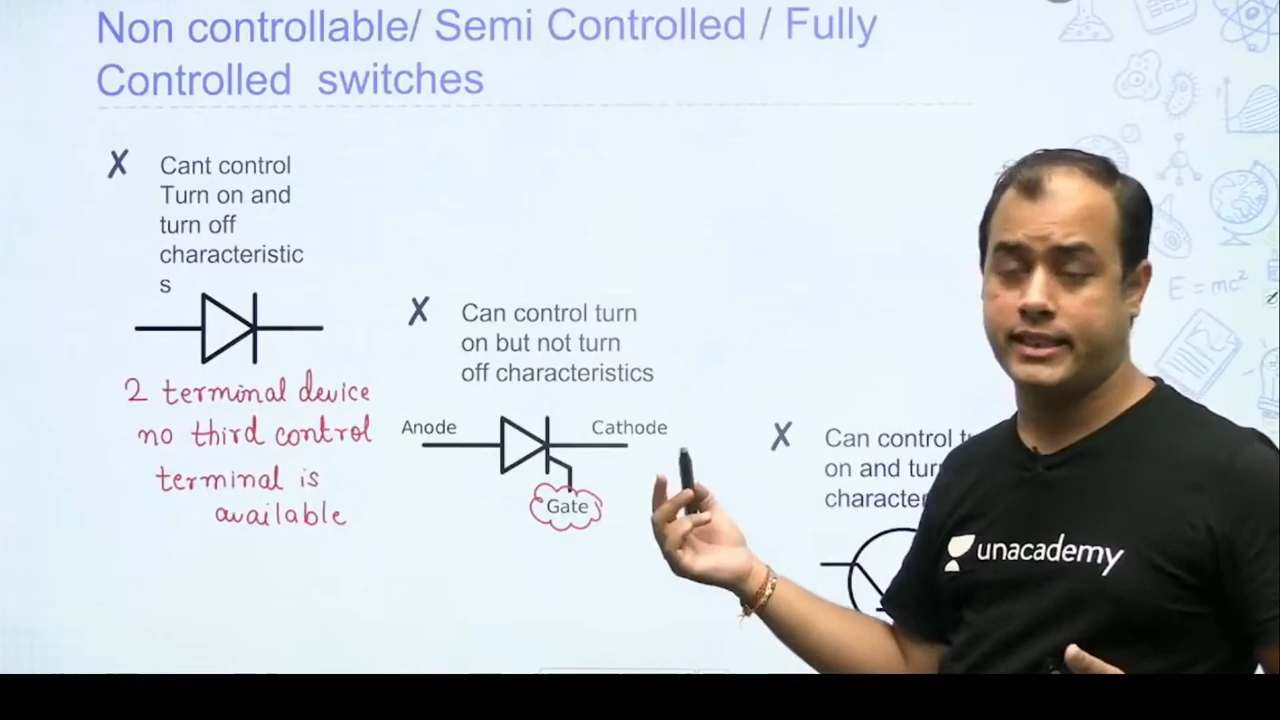 Non controllable/ Semi Controlled / Fully
Controlled switches
✗ Cant control
Turn on and
turn off
characteristic
s
2 terminal device
no third control
terminal is
available
✗ Can control turn
on but not turn
off characteristics
Anode
Cathode
Gate
✗ Can control
on and
E = mc²
unacademy